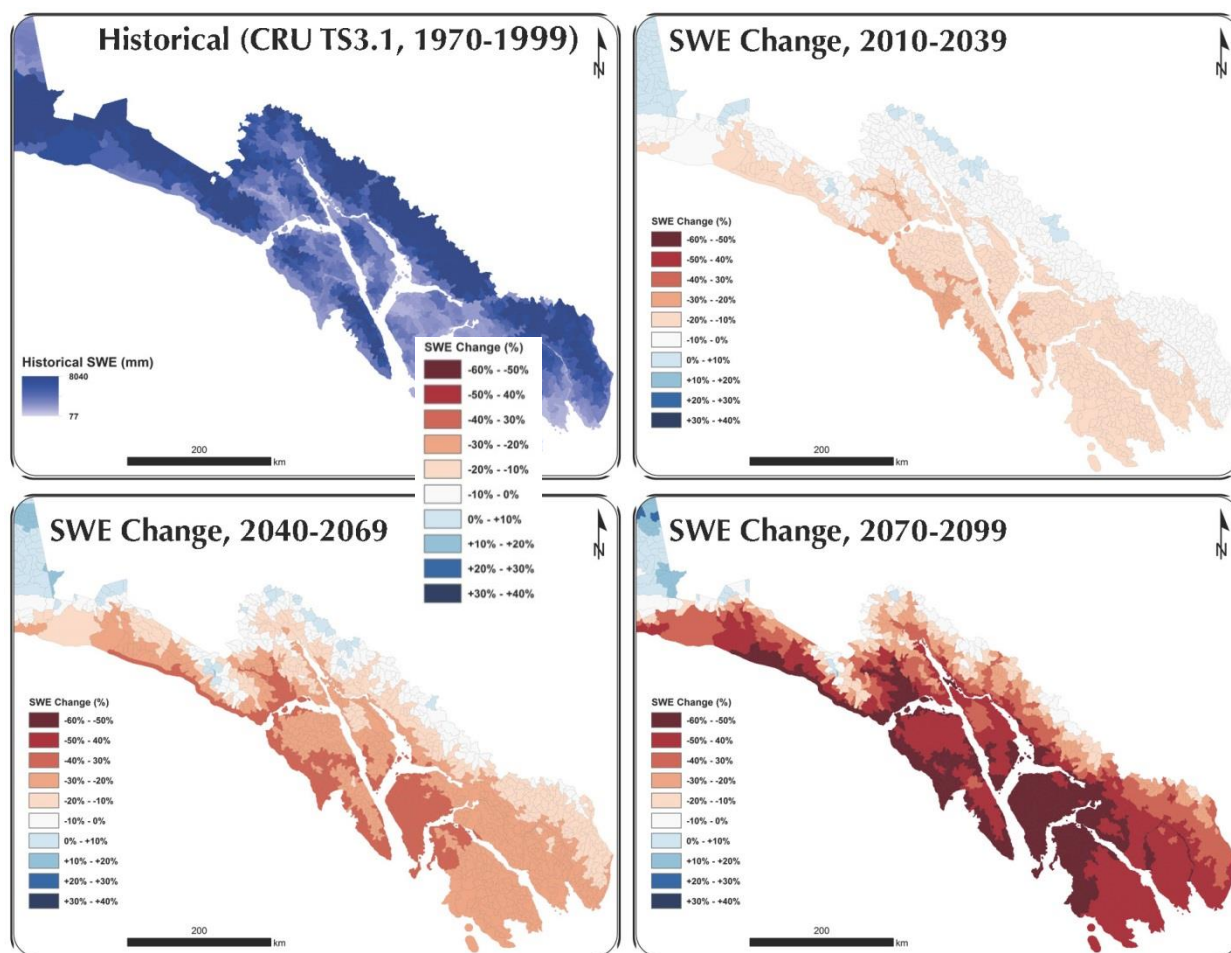 Historical (CRU TS3.1, 1970-1999)
N
Historical SWE (mm)
8040
77
200
km
SWE Change, 2010-2039
N
SWE Change (%)
-60% - -50%
-50% - 40%
-40% - 30%
-30% - -20%
-20% - -10%
-10% - 0%
0% - +10%
+10% - +20%
+20% - +30%
+30% - +40%
200
km
SWE Change (%)
-60% - -50%
-50% - 40%
-40% - 30%
-30% - -20%
-20% - -10%
-10% - 0%
0% - +10%
+10% - +20%
+20% - +30%
+30% - +40%
SWE Change, 2040-2069
N
SWE Change (%)
-60% - -50%
-50% - 40%
-40% - 30%
-30% - -20%
-20% - -10%
-10% - 0%
0% - +10%
+10% - +20%
+20% - +30%
+30% - +40%
200
km
SWE Change, 2070-2099
N
SWE Change (%)
-60% - -50%
-50% - 40%
-40% - 30%
-30% - -20%
-20% - -10%
-10% - 0%
0% - +10%
+10% - +20%
+20% - +30%
+30% - +40%
200
km